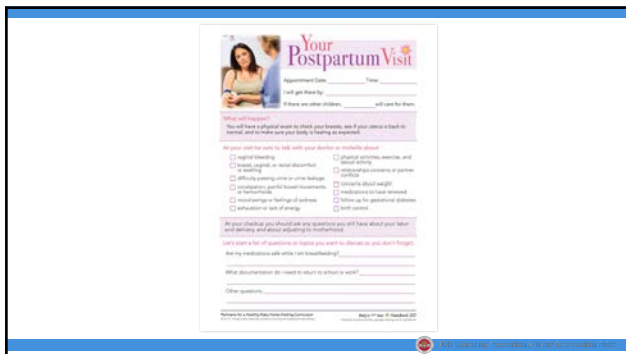 Your
Postpartum Visit
Appointment Date: Time:
I will get there by:
If there are other children, will care for them.
What will happen?
You will have a physical exam to check your breasts, see if your uterus is back to
normal, and to make sure your body is healing as expected.
At your visit be sure to talk with your doctor or midwife about:
vaginal bleeding
breast, vaginal, or rectal discomfort
or swelling
difficulty passing urine or urine leakage
constipation, painful bowel movements
or hemorrhoids
mood swings or feelings of sadness
exhaustion or lack of energy
physical activities, exercise, and
sexual activity
relationships concerns or partner
conflicts
concerns about weight
medications to have renewed
follow up for gestational diabetes
birth control
At your checkup you should ask any questions you still have about your labor
and delivery and about adjusting to motherhood.
Let's start a list of questions or topics you want to discuss so you don't forget.
Are my medications safe while I am breastfeeding?
What documentation do I need to return to school or work?
Other questions:
Partners for a Healthy Baby Home Visiting Curriculum